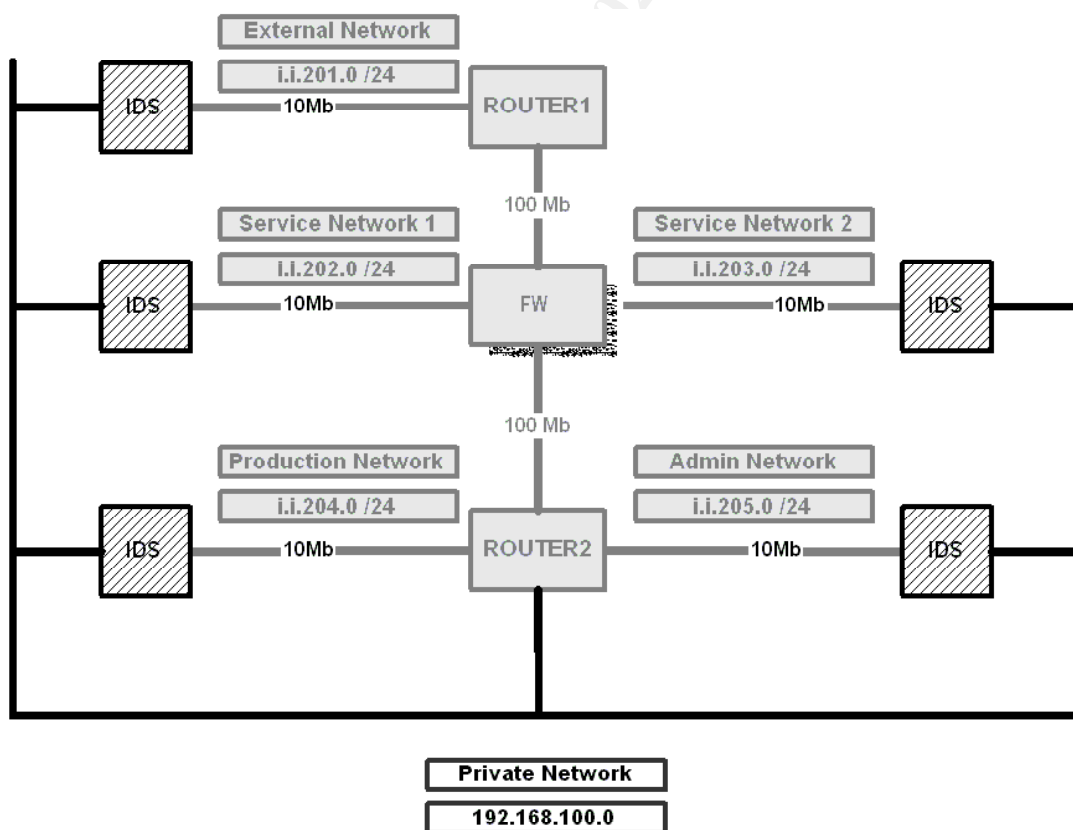 External Network
i.i.201.0 /24
IDS
10Mb
ROUTER1
100 Mb
Service Network 1
Service Network 2
i.i.202.0 /24
i.i.203.0 /24
IDS
10Mb
FW
10Mb
IDS
100 Mb
Production Network
Admin Network
i.i.204.0 /24
i.i.205.0 /24
IDS
10Mb
ROUTER2
10Mb
IDS
Private Network
192.168.100.0